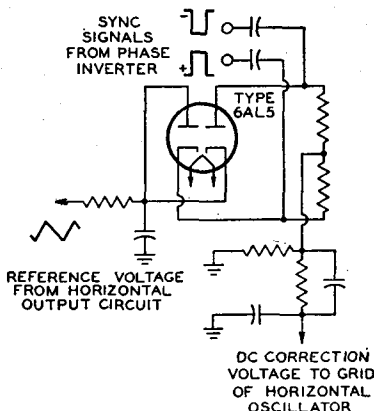 SYNC
SIGNALS
FROM PHASE
INVERTER
−
+
TYPE
6AL5
REFERENCE VOLTAGE
FROM HORIZONTAL
OUTPUT CIRCUIT
DC CORRECTION
VOLTAGE TO GRID
OF HORIZONTAL
OSCILLATOR